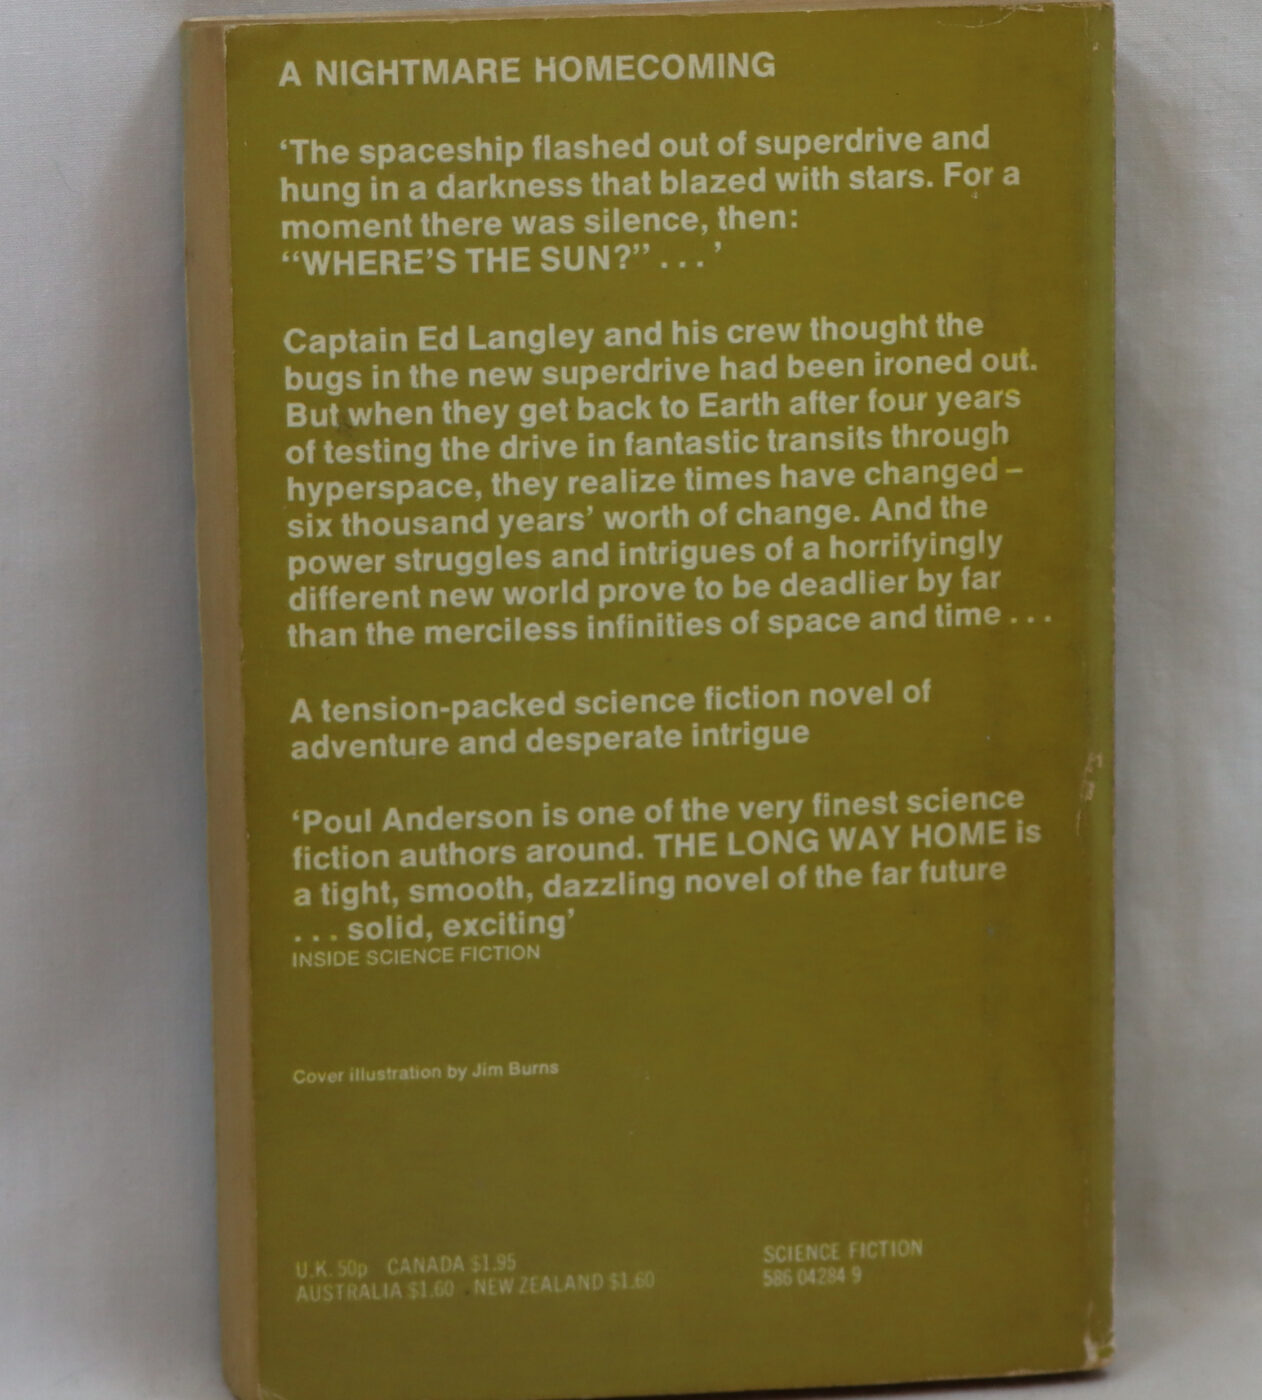 A NIGHTMARE HOMECOMING
‘The spaceship flashed out of superdrive and
hung in a darkness that blazed with stars. For a
moment there was silence, then:
“WHERE’S THE SUN?” . . . ’
Captain Ed Langley and his crew thought the
bugs in the new superdrive had been ironed out.
But when they get back to Earth after four years
of testing the drive in fantastic transits through
hyperspace, they realize times have changed –
six thousand years’ worth of change. And the
power struggles and intrigues of a horrifyingly
different new world prove to be deadlier by far
than the merciless infinities of space and time . . .
A tension-packed science fiction novel of
adventure and desperate intrigue
‘Poul Anderson is one of the very finest science
fiction authors around. THE LONG WAY HOME is
a tight, smooth, dazzling novel of the far future
. . . solid, exciting’
INSIDE SCIENCE FICTION
Cover illustration by Jim Burns
U.K. 50p CANADA $1.95
AUSTRALIA $1.60 NEW ZEALAND $1.60
SCIENCE FICTION
586 04284 9